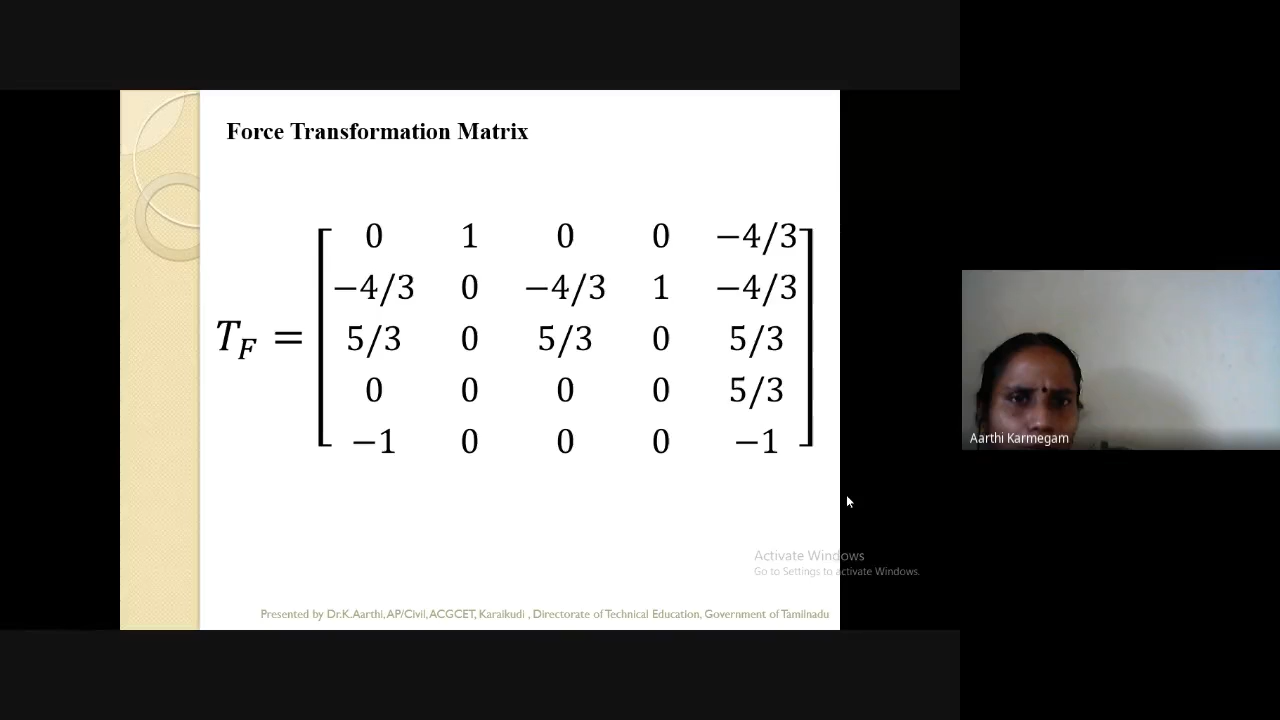 Force Transformation Matrix
0 1 0 0 −4/3
−4/3 0 −4/3 1 −4/3
T_F = 5/3 0 5/3 0 5/3
0 0 0 0 5/3
−1 0 0 0 −1
Aarthi Karmegam
Activate Windows
Go to Settings to activate Windows.
Presented by Dr.K.Aarthi, AP/Civil, ACGCET, Karaikudi , Directorate of Technical Education, Government of Tamilnadu